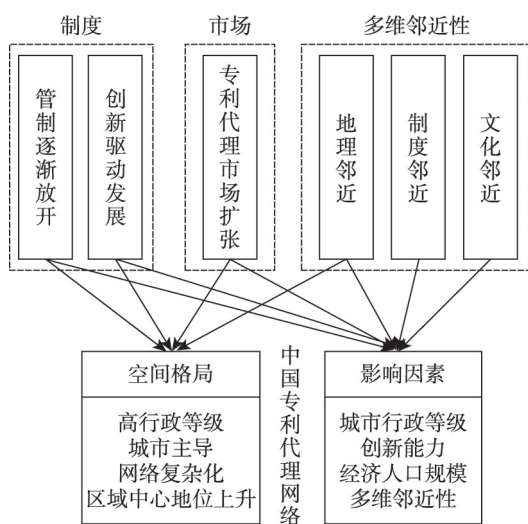 制度
市场
多维邻近性
管制逐渐放开
创新驱动发展
专利代理市场扩张
地理邻近
制度邻近
文化邻近
空间格局
高行政等级
城市主导
网络复杂化
区域中心地位上升
中国专利代理网络
影响因素
城市行政等级
创新能力
经济人口规模
多维邻近性